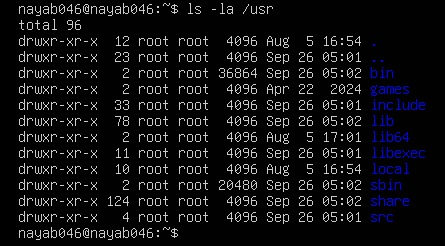 nayab046@nayab046:~$ ls -la /usr
total 96
drwxr-xr-x  12 root root  4096 Aug  5 16:54 .
drwxr-xr-x  23 root root  4096 Sep 26 05:01 ..
drwxr-xr-x   2 root root 36864 Sep 26 05:02 bin
drwxr-xr-x   2 root root  4096 Apr 22  2024 games
drwxr-xr-x  33 root root  4096 Sep 26 05:01 include
drwxr-xr-x  78 root root  4096 Sep 26 05:02 lib
drwxr-xr-x   2 root root  4096 Aug  5 17:01 lib64
drwxr-xr-x  11 root root  4096 Sep 26 05:01 libexec
drwxr-xr-x  10 root root  4096 Aug  5 16:54 local
drwxr-xr-x   2 root root 20480 Sep 26 05:01 sbin
drwxr-xr-x 124 root root  4096 Sep 26 05:01 share
drwxr-xr-x   4 root root  4096 Sep 26 05:01 src
nayab046@nayab046:~$